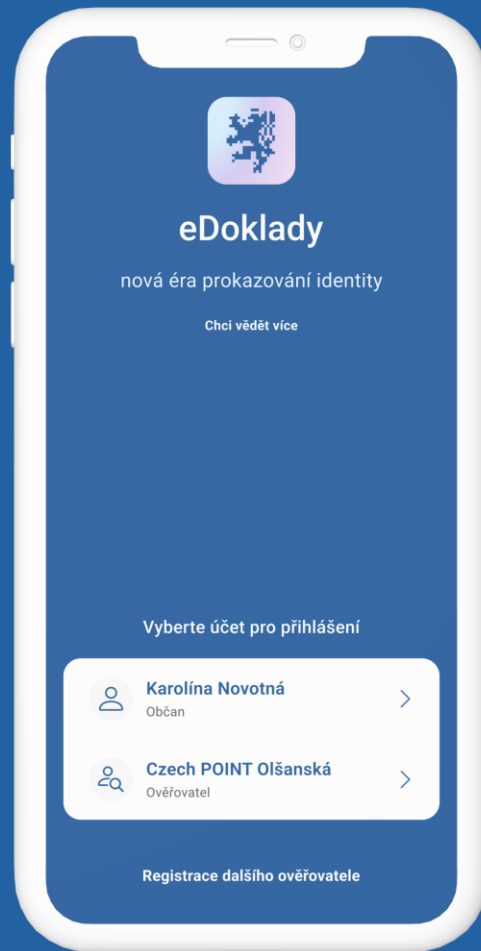 eDoklady
nová éra prokazování identity
Chci vědět více
Vyberte účet pro přihlášení
Karolína Novotná
Občan
Czech POINT Olšanská
Ověřovatel
Registrace dalšího ověřovatele